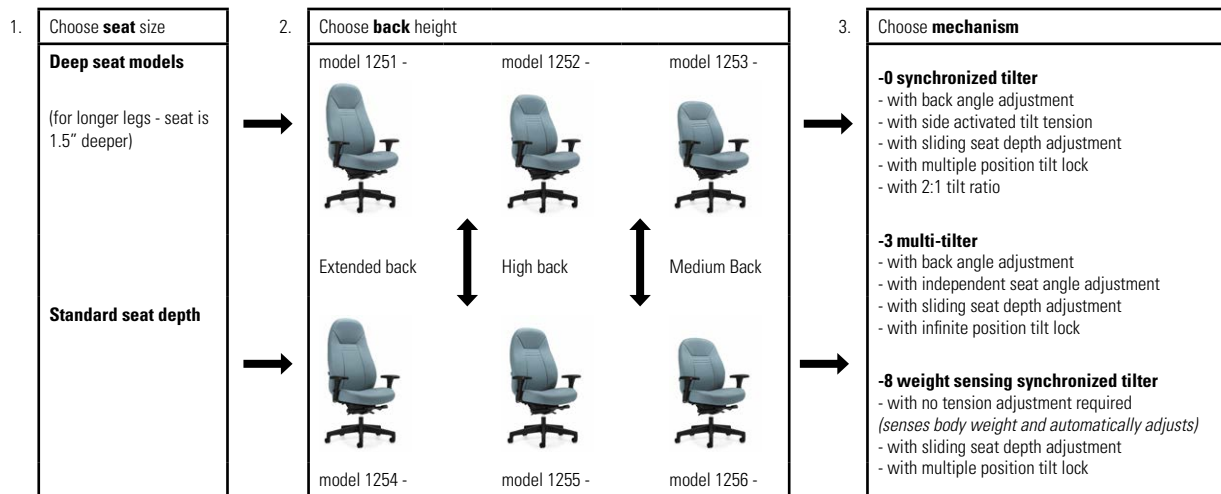 1.
Choose seat size
Deep seat models
(for longer legs - seat is
1.5" deeper)
Standard seat depth
2.
Choose back height
model 1251 -
model 1252 -
model 1253 -
Extended back
High back
Medium Back
model 1254 -
model 1255 -
model 1256 -
3.
Choose mechanism
-0 synchronized tilter
- with back angle adjustment
- with side activated tilt tension
- with sliding seat depth adjustment
- with multiple position tilt lock
- with 2:1 tilt ratio
-3 multi-tilter
- with back angle adjustment
- with independent seat angle adjustment
- with sliding seat depth adjustment
- with infinite position tilt lock
-8 weight sensing synchronized tilter
- with no tension adjustment required
(senses body weight and automatically adjusts)
- with sliding seat depth adjustment
- with multiple position tilt lock